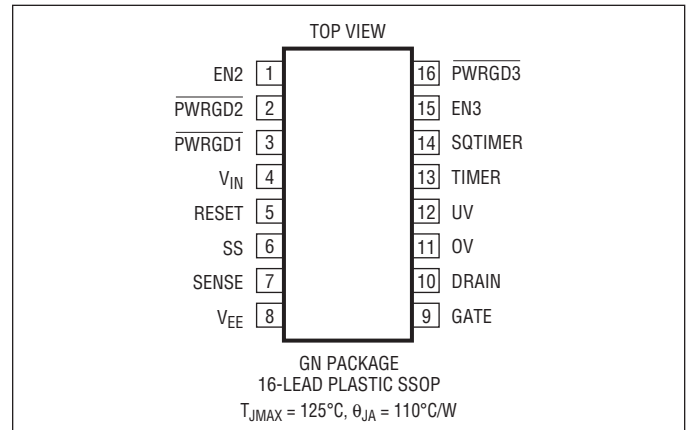 TOP VIEW
EN2 1
PWRGD2 2
PWRGD1 3
VIN 4
RESET 5
SS 6
SENSE 7
VEE 8
16 PWRGD3
15 EN3
14 SQTIMER
13 TIMER
12 UV
11 OV
10 DRAIN
9 GATE
GN PACKAGE
16-LEAD PLASTIC SSOP
TJMAX = 125°C, θJA = 110°C/W